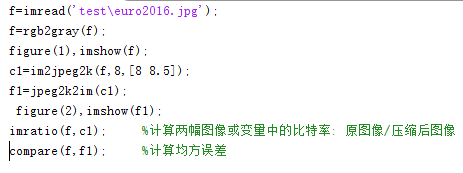 f=imread('test\euro2016.jpg');
f=rgb2gray(f);
figure(1),imshow(f);
c1=im2jpeg2k(f,8,[8 8.5]);
f1=jpeg2k2im(c1);
figure(2),imshow(f1);
imratio(f,c1); %计算两幅图像或变量中的比特率: 原图像/压缩后图像
compare(f,f1); %计算均方误差